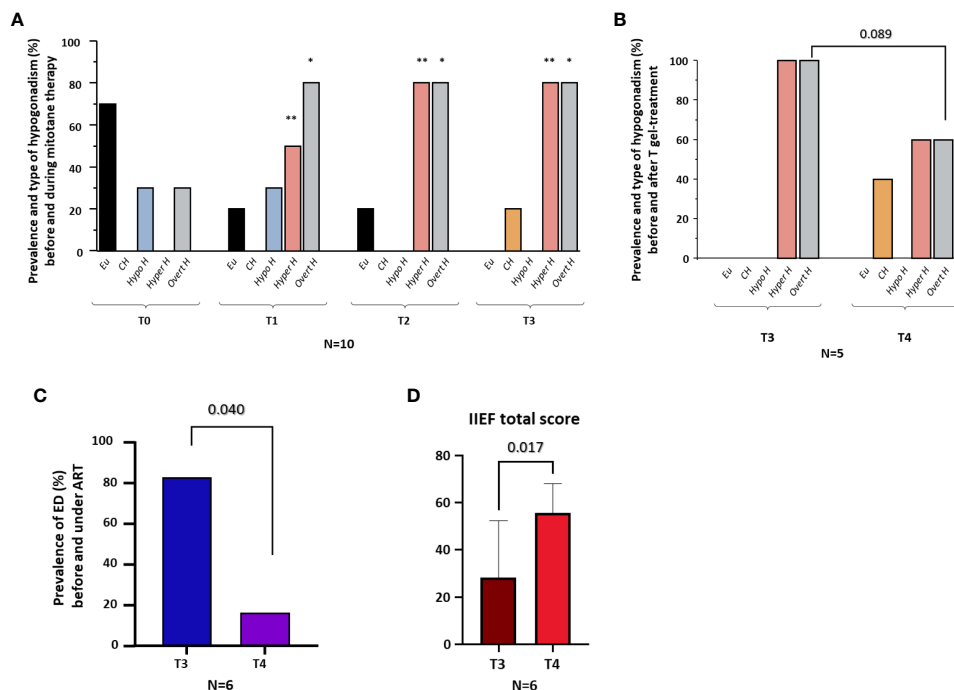 A
Prevalence and type of hypogonadism (%)
before and during mitotane therapy
100
80
60
40
20
0
*
**
** *
** *
Eu CH Hypo H Hyper H Overt H
Eu CH Hypo H Hyper H Overt H
Eu CH Hypo H Hyper H Overt H
Eu CH Hypo H Hyper H Overt H
T0 T1 T2 T3
N=10
B
Prevalence and type of hypogonadism (%)
before and after T gel-treatment
0.089
100
80
60
40
20
0
Eu CH Hypo H Hyper H Overt H
Eu CH Hypo H Hyper H Overt H
T3 T4
N=5
C
Prevalence of ED (%)
before and under ART
0.040
100
80
60
40
20
0
T3 T4
N=6
D
IIEF total score
0.017
80
60
40
20
0
T3 T4
N=6